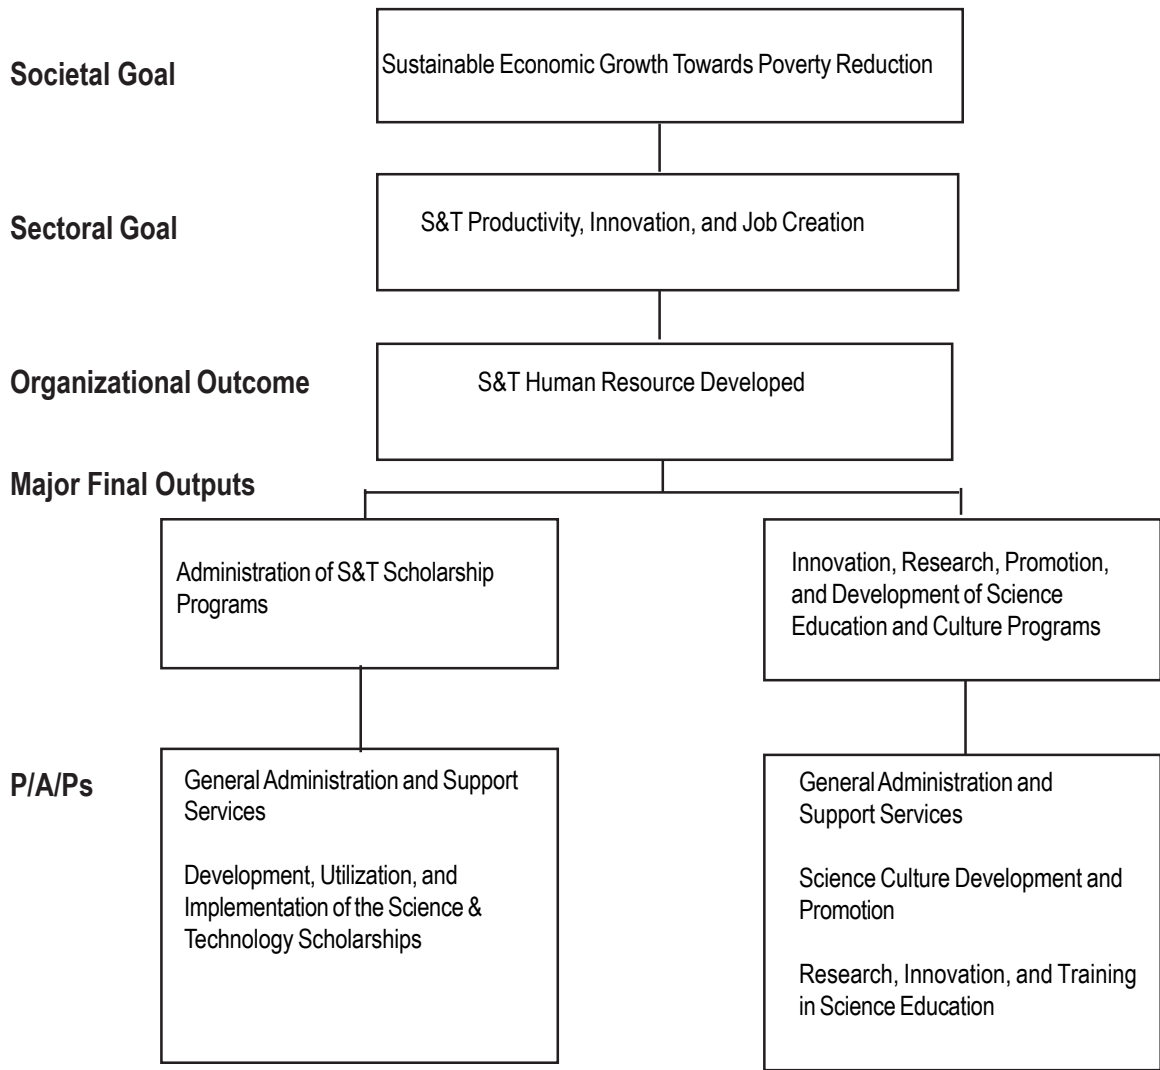 Societal Goal
Sustainable Economic Growth Towards Poverty Reduction
Sectoral Goal
S&T Productivity, Innovation, and Job Creation
Organizational Outcome
S&T Human Resource Developed
Major Final Outputs
Administration of S&T Scholarship
Programs
Innovation, Research, Promotion,
and Development of Science
Education and Culture Programs
P/A/Ps
General Administration and Support
Services
Development, Utilization, and
Implementation of the Science &
Technology Scholarships
General Administration and
Support Services
Science Culture Development and
Promotion
Research, Innovation, and Training
in Science Education